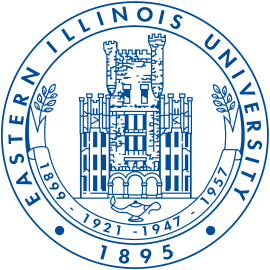 EASTERN ILLINOIS UNIVERSITY
1899 - 1921 - 1947 - 1957
• 1895 •